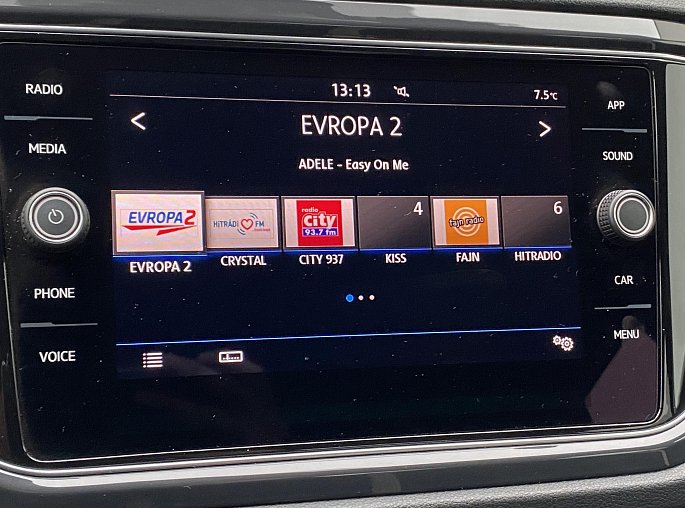 RADIO
MEDIA
PHONE
VOICE
13:13
7.5°C
EVROPA 2
ADELE - Easy On Me
EVROPA 2
HITRÁDIO FM
radio
City
93.7 fm
4
fajn radio
6
EVROPA 2
CRYSTAL
CITY 937
KISS
FAJN
HITRADIO
APP
SOUND
CAR
MENU